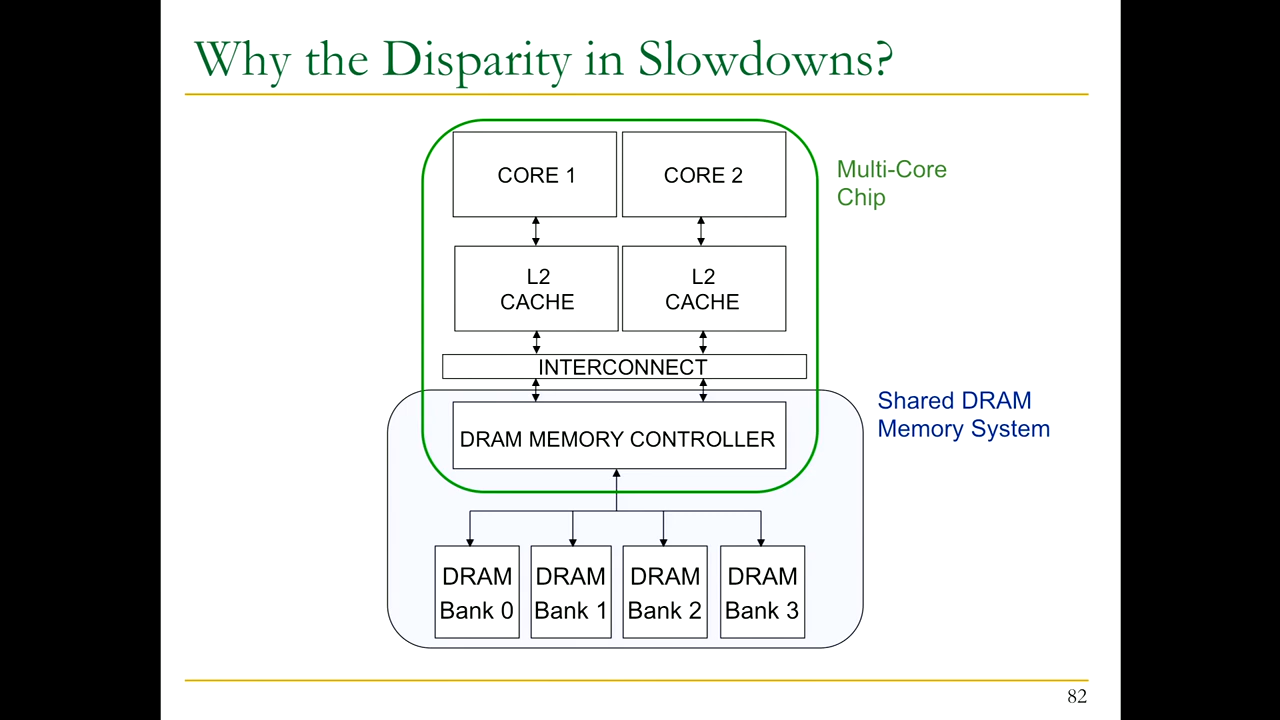 Why the Disparity in Slowdowns?
CORE 1
CORE 2
Multi-Core
Chip
L2
CACHE
L2
CACHE
INTERCONNECT
Shared DRAM
Memory System
DRAM MEMORY CONTROLLER
DRAM
Bank 0
DRAM
Bank 1
DRAM
Bank 2
DRAM
Bank 3
82